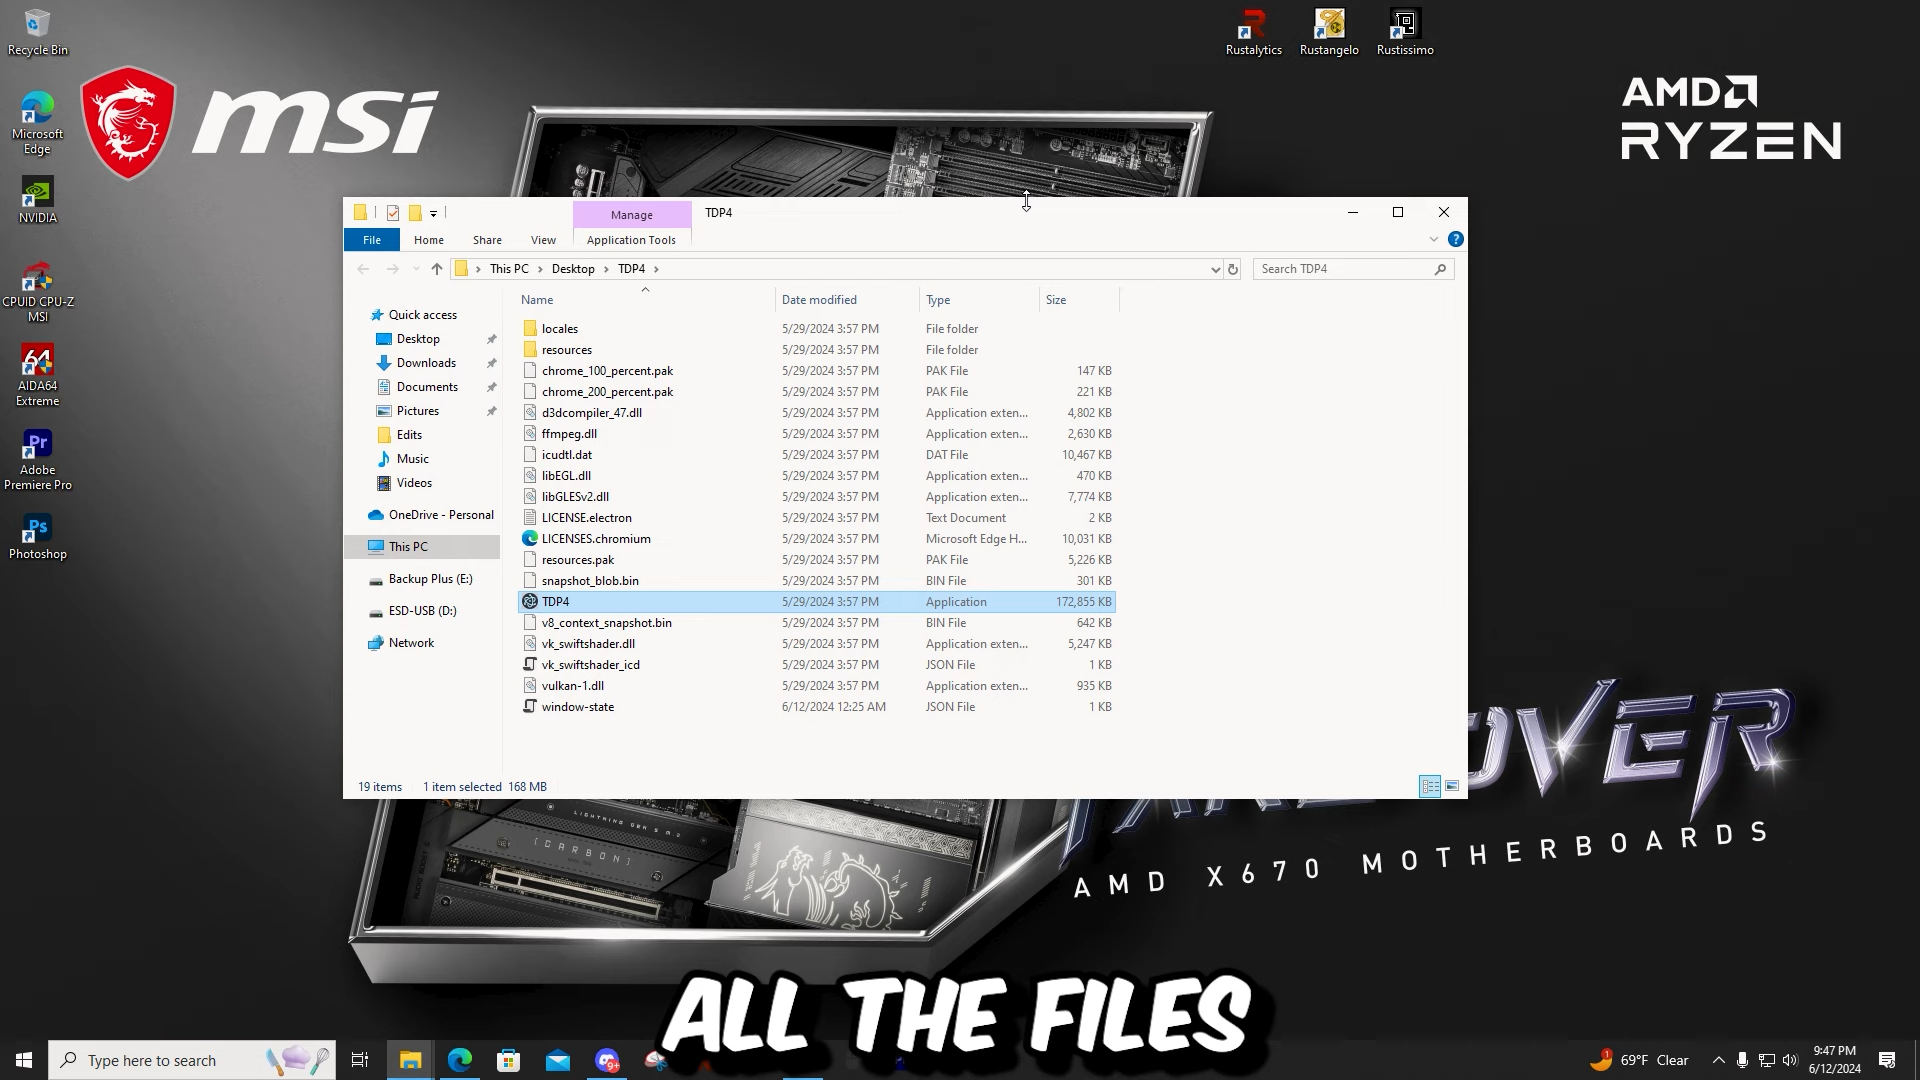 Recycle Bin
Rustalytics
Rustangelo
Rustissimo
msi
AMD
RYZEN
Microsoft
Edge
NVIDIA
CPUID CPU-Z
MSI
64
AIDA64
Extreme
Pr
Adobe
Premiere Pro
Ps
Photoshop
Manage
TDP4
File
Home
Share
View
Application Tools
This PC
Desktop
TDP4
Search TDP4
Name
Date modified
Type
Size
Quick access
Desktop
Downloads
Documents
Pictures
Edits
Music
Videos
OneDrive - Personal
This PC
Backup Plus (E:)
ESD-USB (D:)
Network
locales 5/29/2024 3:57 PM File folder
resources 5/29/2024 3:57 PM File folder
chrome_100_percent.pak 5/29/2024 3:57 PM PAK File 147 KB
chrome_200_percent.pak 5/29/2024 3:57 PM PAK File 221 KB
d3dcompiler_47.dll 5/29/2024 3:57 PM Application exten... 4,802 KB
ffmpeg.dll 5/29/2024 3:57 PM Application exten... 2,630 KB
icudtl.dat 5/29/2024 3:57 PM DAT File 10,467 KB
libEGL.dll 5/29/2024 3:57 PM Application exten... 470 KB
libGLESv2.dll 5/29/2024 3:57 PM Application exten... 7,774 KB
LICENSE.electron 5/29/2024 3:57 PM Text Document 2 KB
LICENSES.chromium 5/29/2024 3:57 PM Microsoft Edge H... 10,031 KB
resources.pak 5/29/2024 3:57 PM PAK File 5,226 KB
snapshot_blob.bin 5/29/2024 3:57 PM BIN File 301 KB
TDP4 5/29/2024 3:57 PM Application 172,855 KB
v8_context_snapshot.bin 5/29/2024 3:57 PM BIN File 642 KB
vk_swiftshader.dll 5/29/2024 3:57 PM Application exten... 5,247 KB
vk_swiftshader_icd 5/29/2024 3:57 PM JSON File 1 KB
vulkan-1.dll 5/29/2024 3:57 PM Application exten... 935 KB
window-state 6/12/2024 12:25 AM JSON File 1 KB
19 items 1 item selected 168 MB
LIGHTNING GEN 5 M.2
[CARBON]
AMD X670 MOTHERBOARDS
ALL THE FILES
Type here to search
9+
1
69°F Clear
9:47 PM
6/12/2024